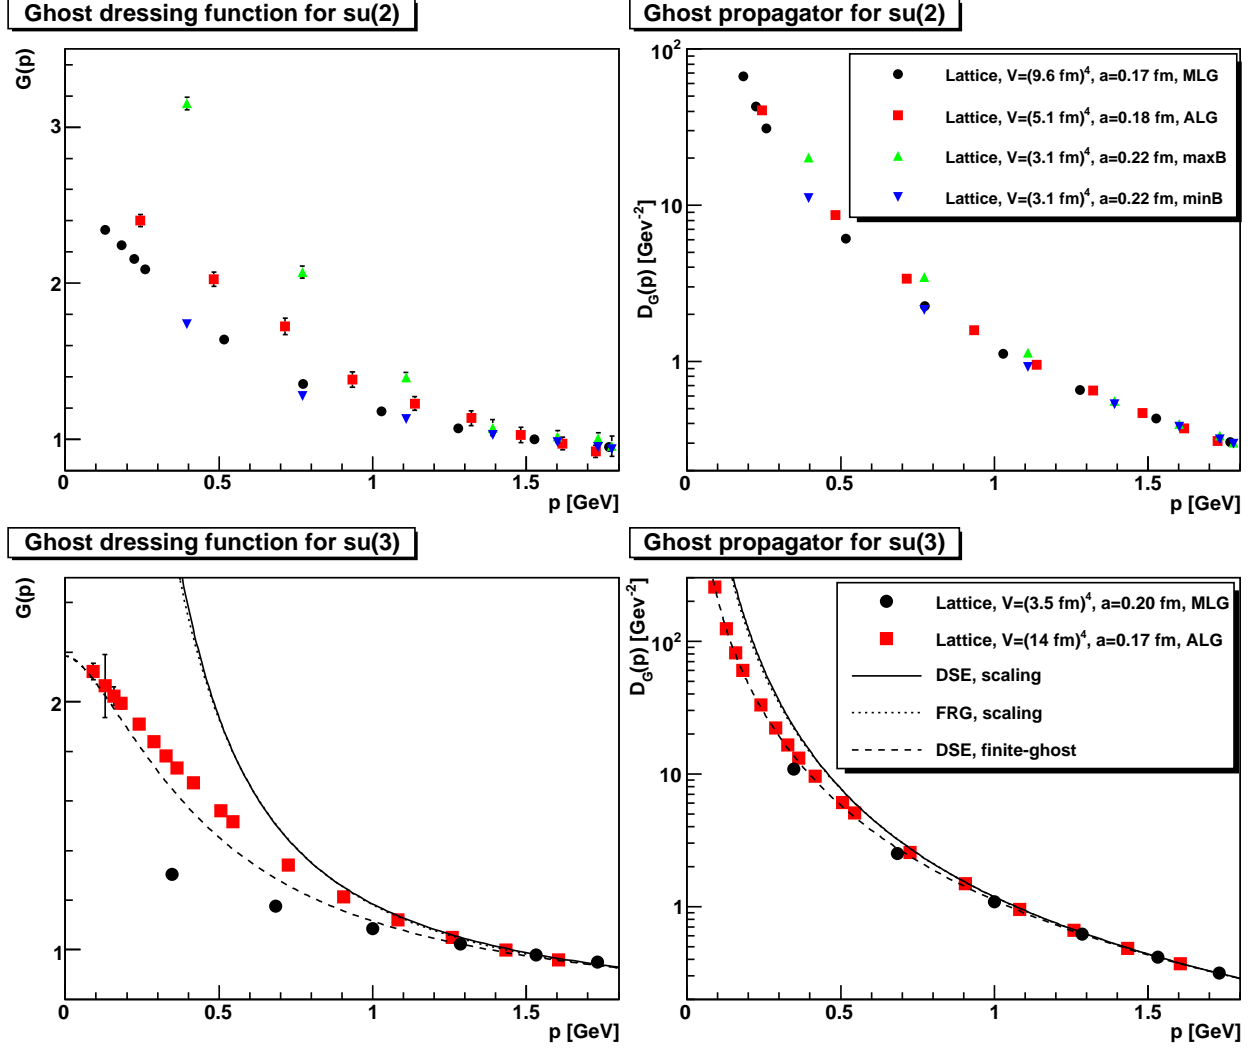 Ghost dressing function for su(2)
G(p)
3
2
1
0
0.5
1
1.5
p [GeV]
Ghost propagator for su(2)
D_G(p) [Gev^-2]
10^2
10
1
0
0.5
1
1.5
p [GeV]
Lattice, V=(9.6 fm)^4, a=0.17 fm, MLG
Lattice, V=(5.1 fm)^4, a=0.18 fm, ALG
Lattice, V=(3.1 fm)^4, a=0.22 fm, maxB
Lattice, V=(3.1 fm)^4, a=0.22 fm, minB
Ghost dressing function for su(3)
G(p)
2
1
0
0.5
1
1.5
p [GeV]
Ghost propagator for su(3)
D_G(p) [Gev^-2]
10^2
10
1
0
0.5
1
1.5
p [GeV]
Lattice, V=(3.5 fm)^4, a=0.20 fm, MLG
Lattice, V=(14 fm)^4, a=0.17 fm, ALG
DSE, scaling
FRG, scaling
DSE, finite-ghost